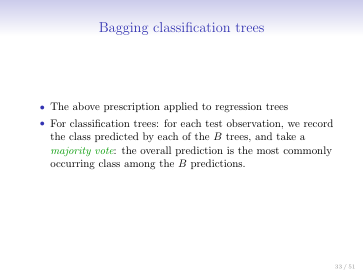 Bagging classification trees
• The above prescription applied to regression trees
• For classification trees: for each test observation, we record
the class predicted by each of the B trees, and take a
majority vote: the overall prediction is the most commonly
occurring class among the B predictions.
33 / 51